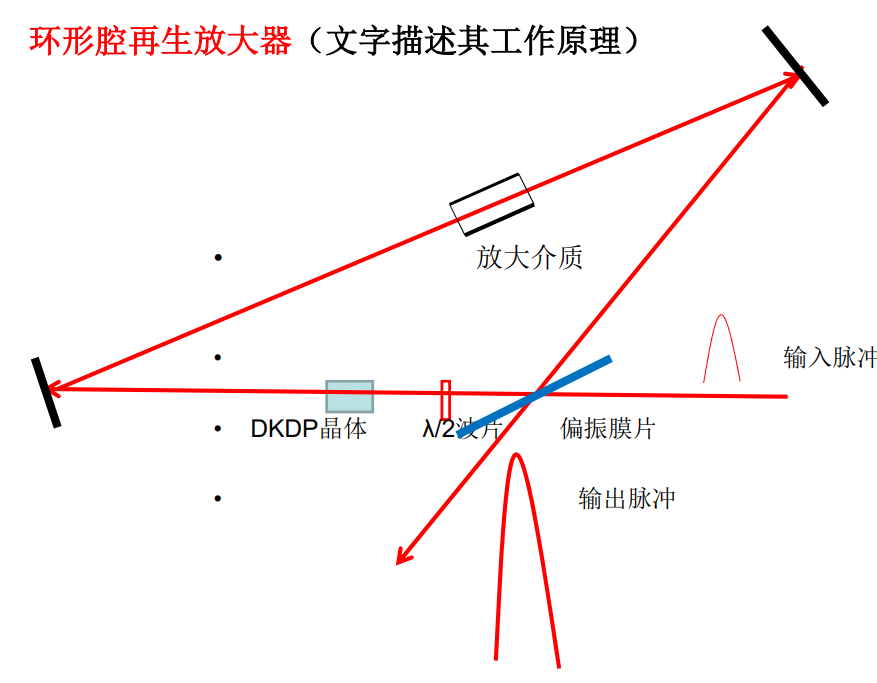 环形腔再生放大器（文字描述其工作原理）
放大介质
输入脉冲
DKDP晶体
λ/2波片
偏振膜片
输出脉冲